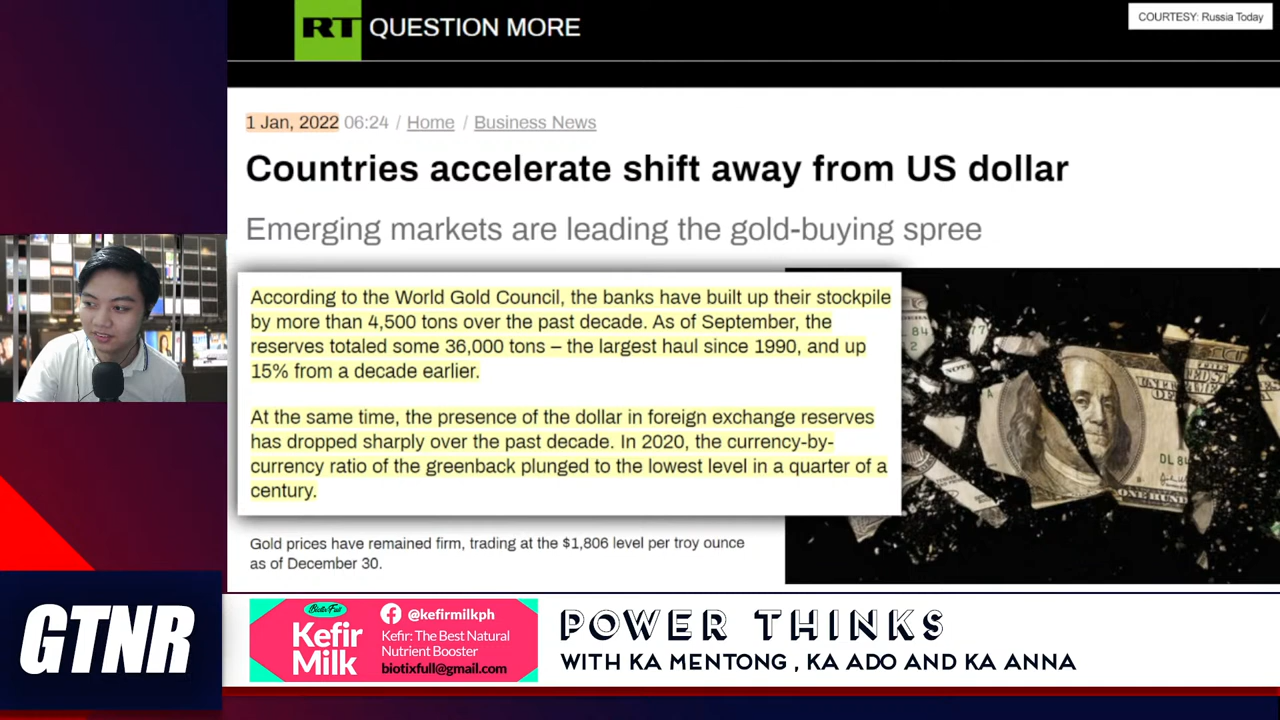 RT QUESTION MORE
COURTESY: Russia Today
1 Jan, 2022 06:24 / Home / Business News
Countries accelerate shift away from US dollar
Emerging markets are leading the gold-buying spree
According to the World Gold Council, the banks have built up their stockpile
by more than 4,500 tons over the past decade. As of September, the
reserves totaled some 36,000 tons – the largest haul since 1990, and up
15% from a decade earlier.
At the same time, the presence of the dollar in foreign exchange reserves
has dropped sharply over the past decade. In 2020, the currency-by-
currency ratio of the greenback plunged to the lowest level in a quarter of a
century.
Gold prices have remained firm, trading at the $1,806 level per troy ounce
as of December 30.
GTNR
BiotixFull
Kefir
Milk
@kefirmilkph
Kefir: The Best Natural
Nutrient Booster
biotixfull@gmail.com
POWER THINKS
WITH KA MENTONG , KA ADO AND KA ANNA